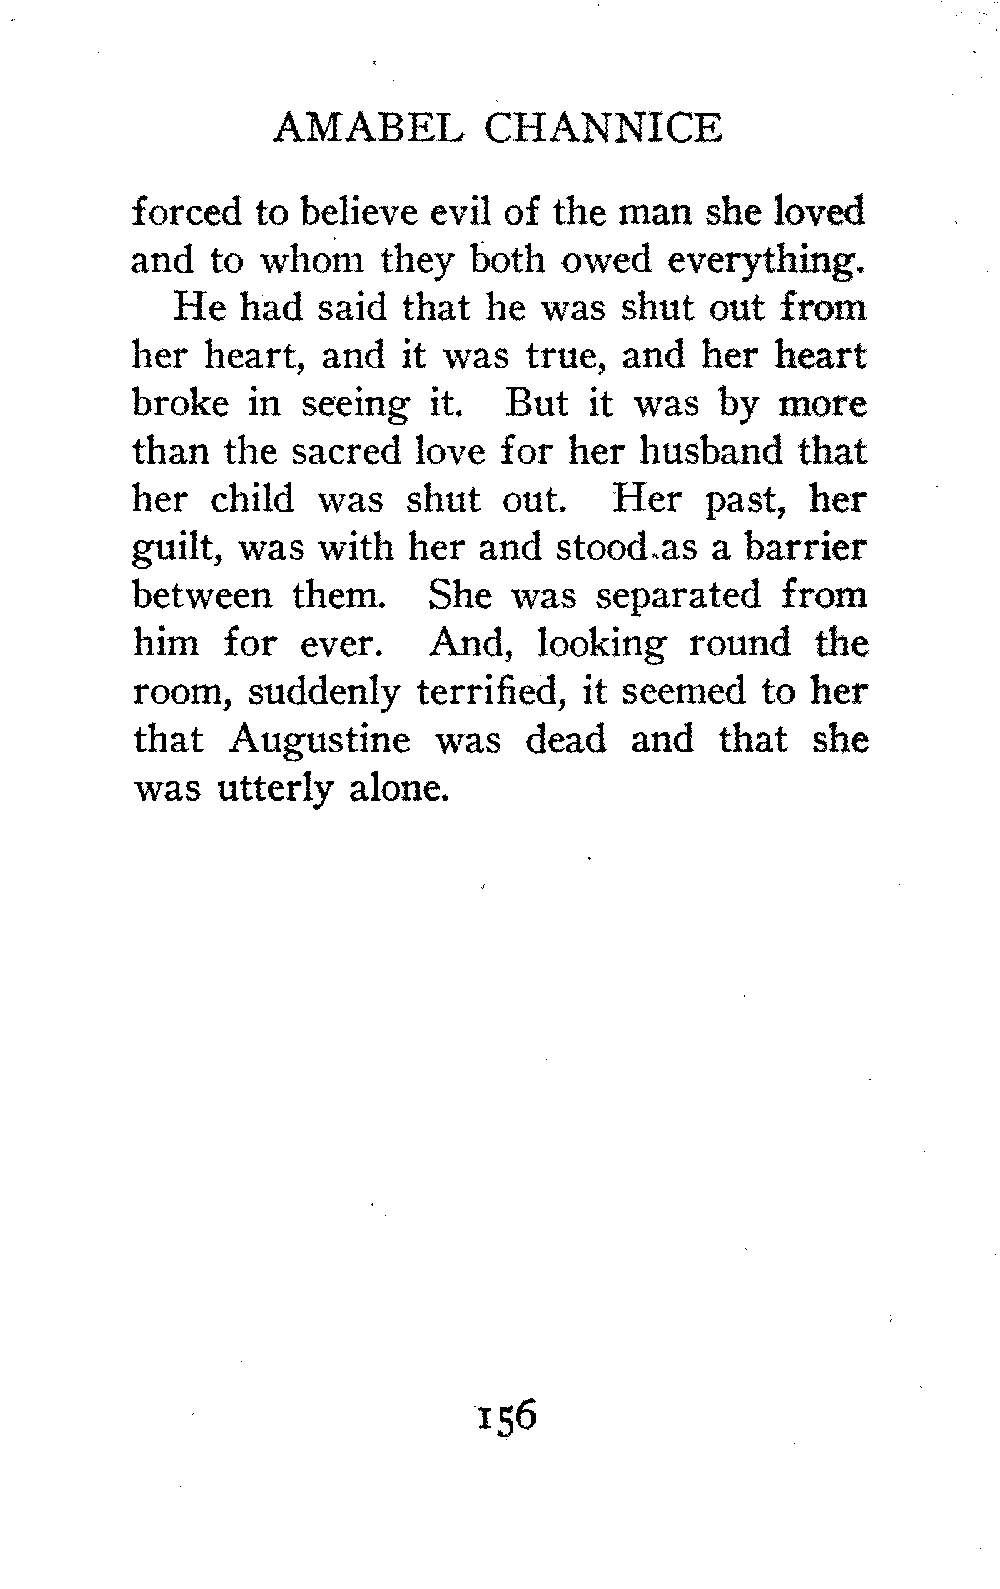 AMABEL CHANNICE
forced to believe evil of the man she loved
and to whom they both owed everything.
He had said that he was shut out from
her heart, and it was true, and her heart
broke in seeing it. But it was by more
than the sacred love for her husband that
her child was shut out. Her past, her
guilt, was with her and stood as a barrier
between them. She was separated from
him for ever. And, looking round the
room, suddenly terrified, it seemed to her
that Augustine was dead and that she
was utterly alone.
156